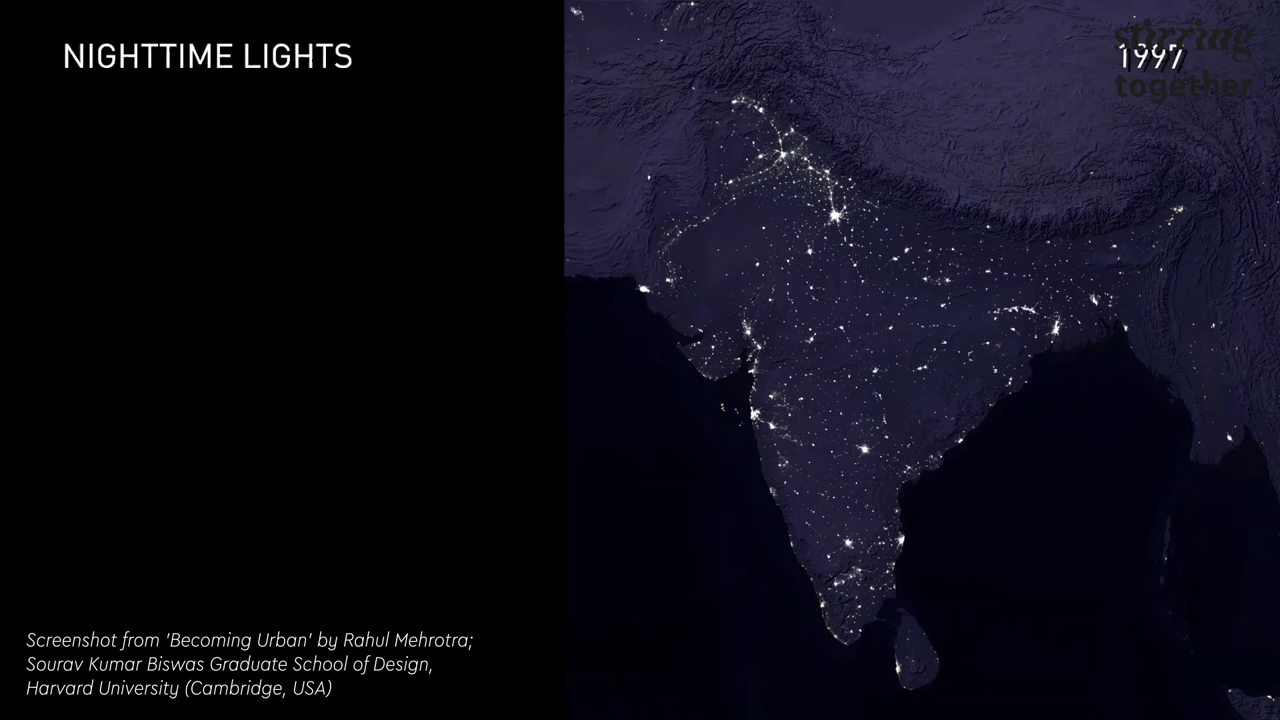 NIGHTTIME LIGHTS
stirring
1997
together
Screenshot from 'Becoming Urban' by Rahul Mehrotra;
Sourav Kumar Biswas Graduate School of Design,
Harvard University (Cambridge, USA)